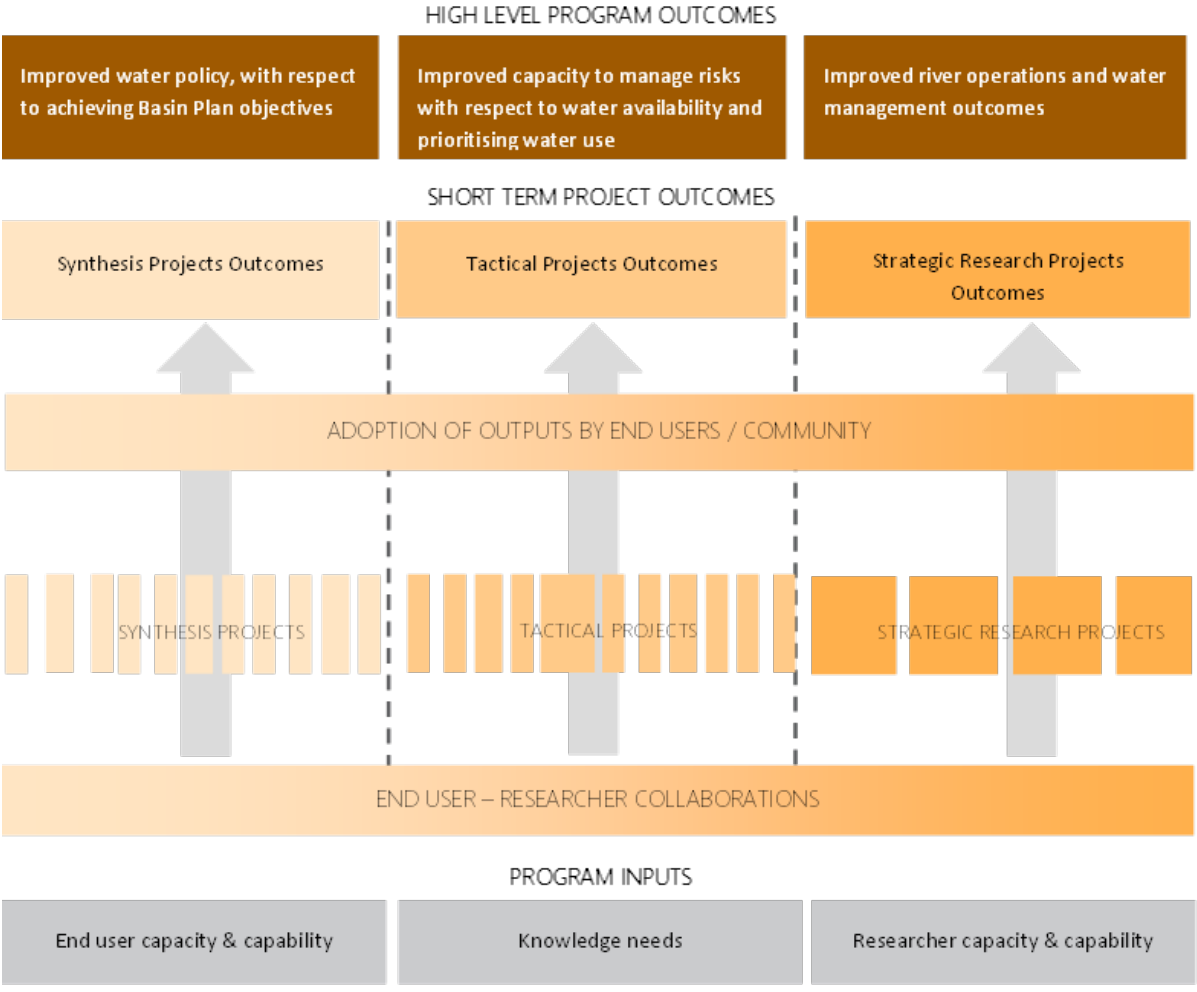 HIGH LEVEL PROGRAM OUTCOMES
Improved water policy, with respect
to achieving Basin Plan objectives
Improved capacity to manage risks
with respect to water availability and
prioritising water use
Improved river operations and water
management outcomes
SHORT TERM PROJECT OUTCOMES
Synthesis Projects Outcomes
Tactical Projects Outcomes
Strategic Research Projects
Outcomes
ADOPTION OF OUTPUTS BY END USERS / COMMUNITY
SYNTHESIS PROJECTS
TACTICAL PROJECTS
STRATEGIC RESEARCH PROJECTS
END USER – RESEARCHER COLLABORATIONS
PROGRAM INPUTS
End user capacity & capability
Knowledge needs
Researcher capacity & capability